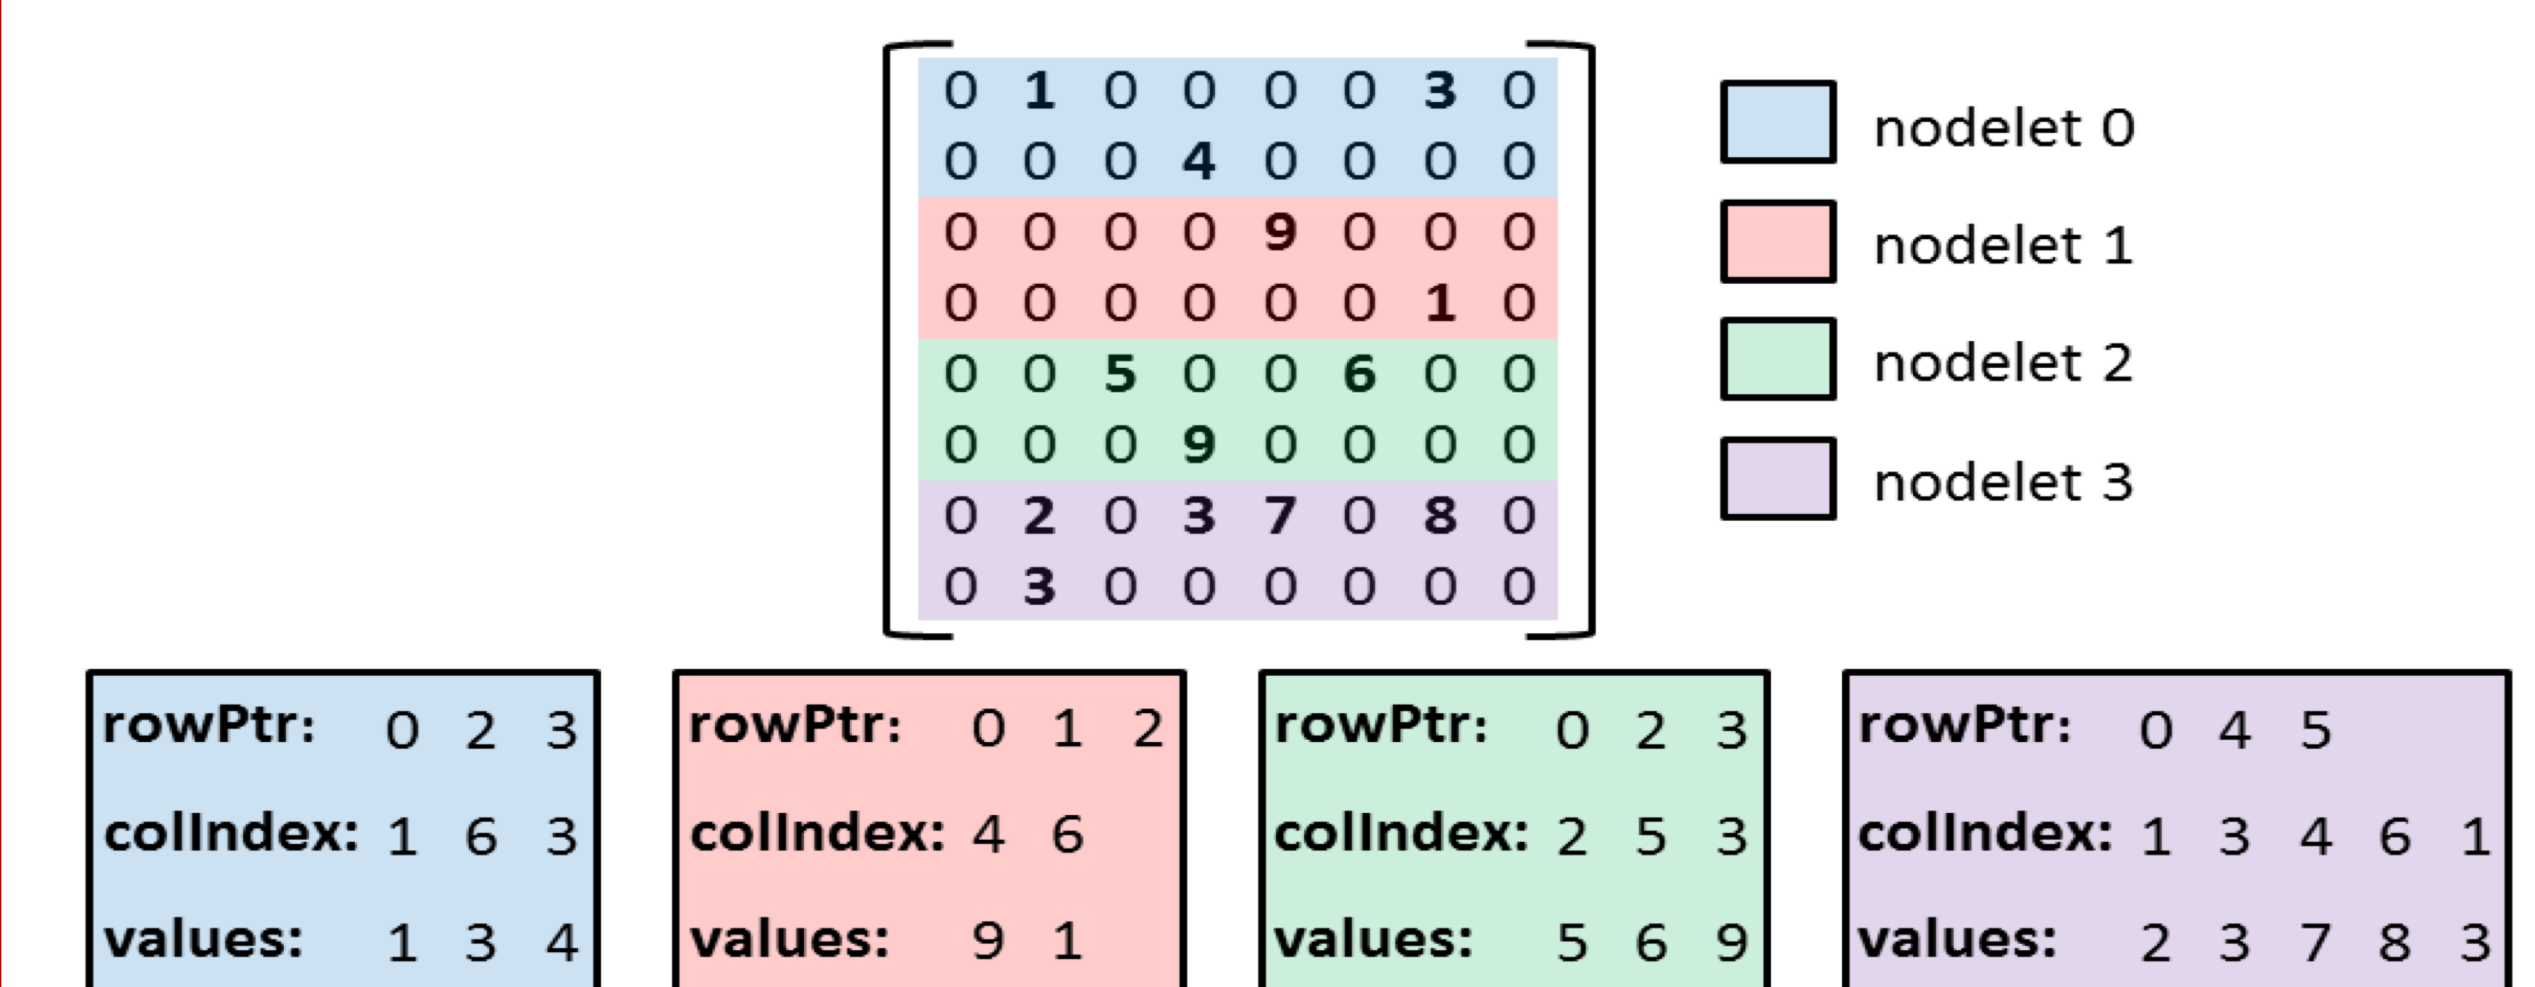 0 1 0 0 0 0 3 0
0 0 0 4 0 0 0 0
0 0 0 0 9 0 0 0
0 0 0 0 0 0 1 0
0 0 5 0 0 6 0 0
0 0 0 9 0 0 0 0
0 2 0 3 7 0 8 0
0 3 0 0 0 0 0 0
nodelet 0
nodelet 1
nodelet 2
nodelet 3
rowPtr: 0 2 3
colIndex: 1 6 3
values: 1 3 4
rowPtr: 0 1 2
colIndex: 4 6
values: 9 1
rowPtr: 0 2 3
colIndex: 2 5 3
values: 5 6 9
rowPtr: 0 4 5
colIndex: 1 3 4 6 1
values: 2 3 7 8 3